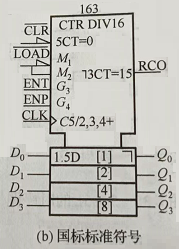 163
CTR DIV16
CLR
5CT=0
LOAD
M₁
M₂
⅂3CT=15
RCO
ENT
G₃
ENP
G₄
CLK
C5/2,3,4+
D₀
1.5D
[1]
⅂
Q₀
D₁
[2]
Q₁
D₂
[4]
Q₂
D₃
[8]
Q₃
(b) 国标标准符号